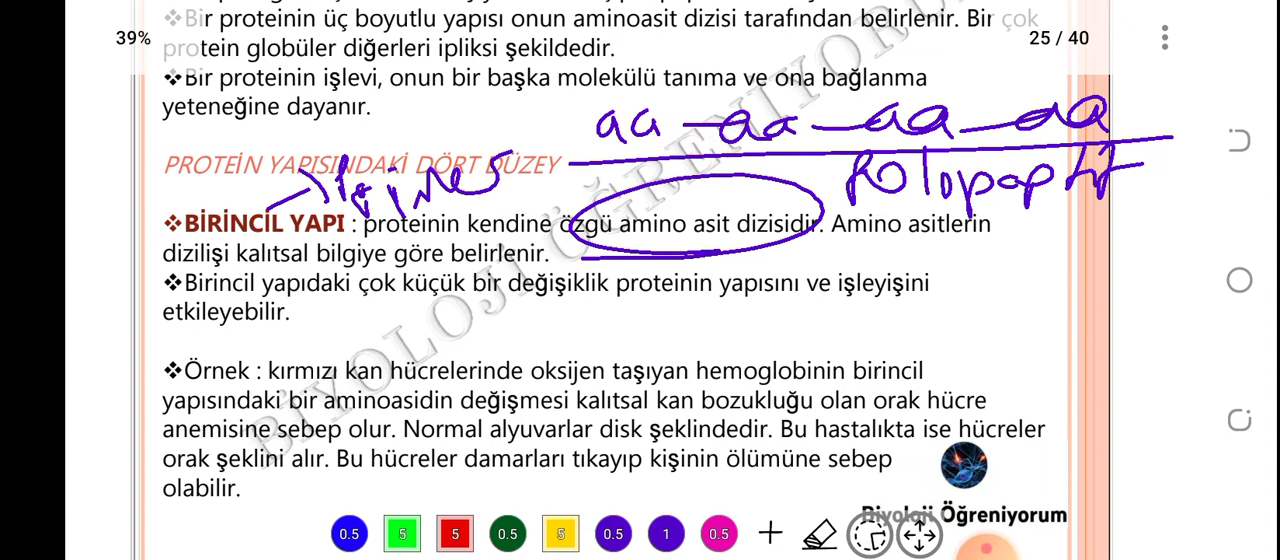 ❖Bir proteinin üç boyutlu yapısı onun aminoasit dizisi tarafından belirlenir. Bir çok
39%
25 / 40
protein globüler diğerleri ipliksi şekildedir.
❖Bir proteinin işlevi, onun bir başka molekülü tanıma ve ona bağlanma
yeteneğine dayanır.
aa — aa — aa — aa
PROTEİN YAPISINDAKİ DÖRT DÜZEY
❖BİRİNCİL YAPI : proteinin kendine özgü amino asit dizisidir. Amino asitlerin
dizilişi kalıtsal bilgiye göre belirlenir.
❖Birincil yapıdaki çok küçük bir değişiklik proteinin yapısını ve işleyişini
etkileyebilir.
❖Örnek : kırmızı kan hücrelerinde oksijen taşıyan hemoglobinin birincil
yapısındaki bir aminoasidin değişmesi kalıtsal kan bozukluğu olan orak hücre
anemisine sebep olur. Normal alyuvarlar disk şeklindedir. Bu hastalıkta ise hücreler
orak şeklini alır. Bu hücreler damarları tıkayıp kişinin ölümüne sebep
olabilir.
BİYOLOJİ ÖĞRENİYORUM
Biyoloji Öğreniyorum
0.5 5 5 0.5 5 0.5 1 0.5